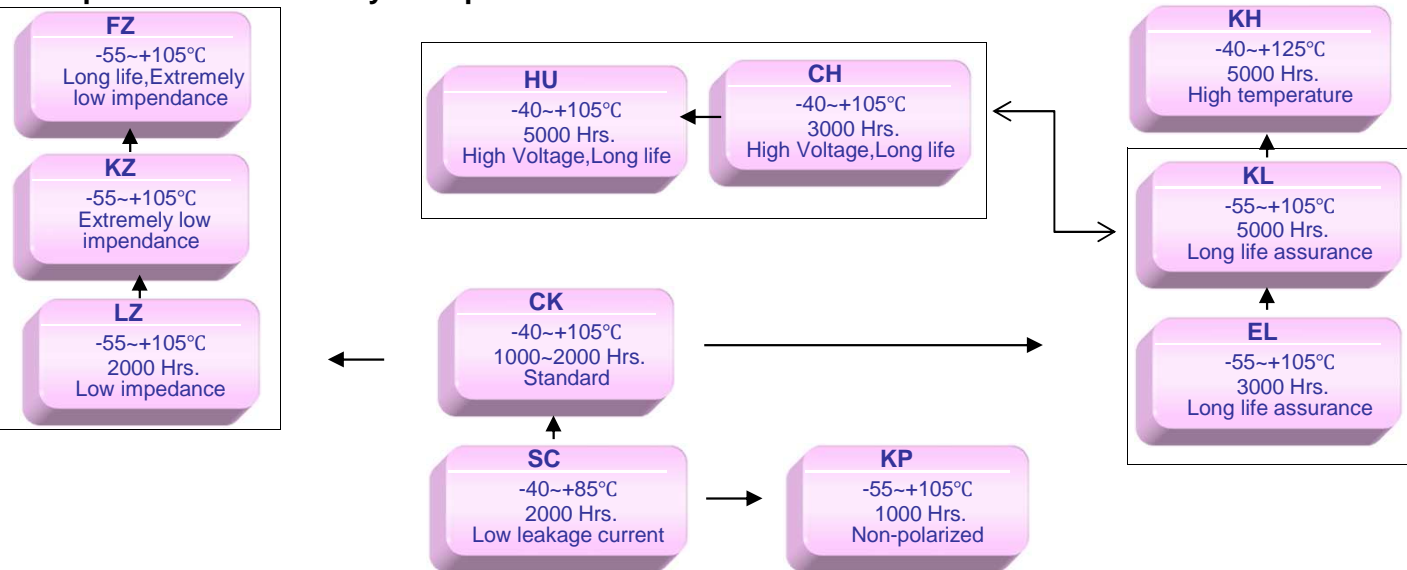 FZ
-55~+105℃
Long life,Extremely
low impendance
KZ
-55~+105℃
Extremely low
impendance
LZ
-55~+105℃
2000 Hrs.
Low impedance
HU
-40~+105℃
5000 Hrs.
High Voltage,Long life
CH
-40~+105℃
3000 Hrs.
High Voltage,Long life
CK
-40~+105℃
1000~2000 Hrs.
Standard
SC
-40~+85℃
2000 Hrs.
Low leakage current
KP
-55~+105℃
1000 Hrs.
Non-polarized
KH
-40~+125℃
5000 Hrs.
High temperature
KL
-55~+105℃
5000 Hrs.
Long life assurance
EL
-55~+105℃
3000 Hrs.
Long life assurance